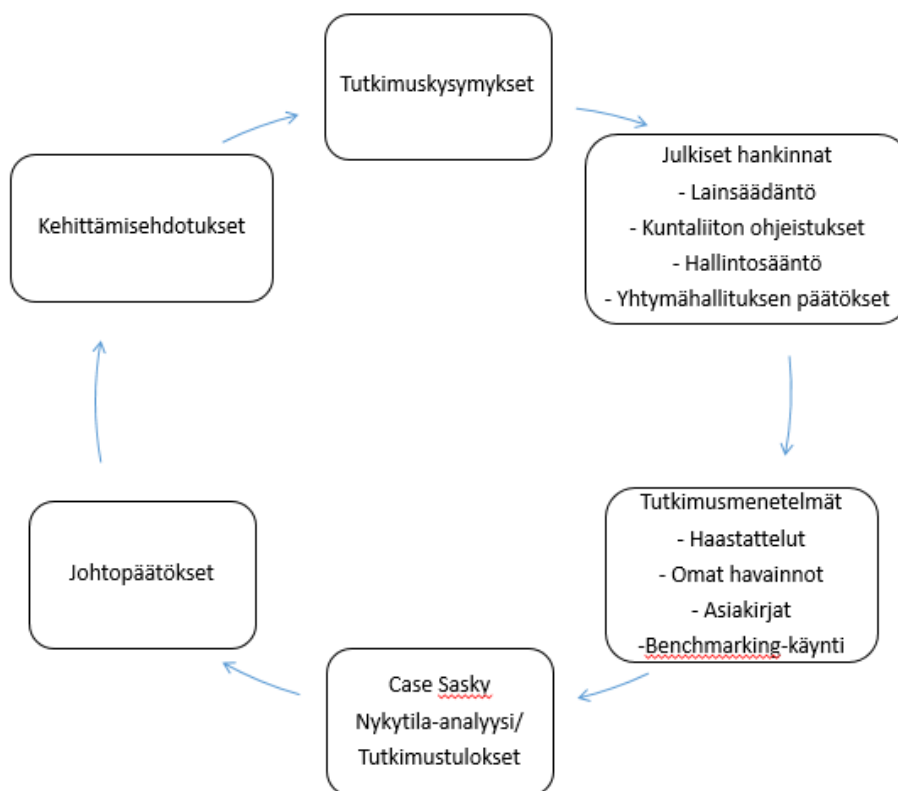 Tutkimuskysymykset
Julkiset hankinnat
- Lainsäädäntö
- Kuntaliiton ohjeistukset
- Hallintosääntö
- Yhtymähallituksen päätökset
Tutkimusmenetelmät
- Haastattelut
- Omat havainnot
- Asiakirjat
-Benchmarking-käynti
Case Sasky
Nykytila-analyysi/
Tutkimustulokset
Johtopäätökset
Kehittämisehdotukset